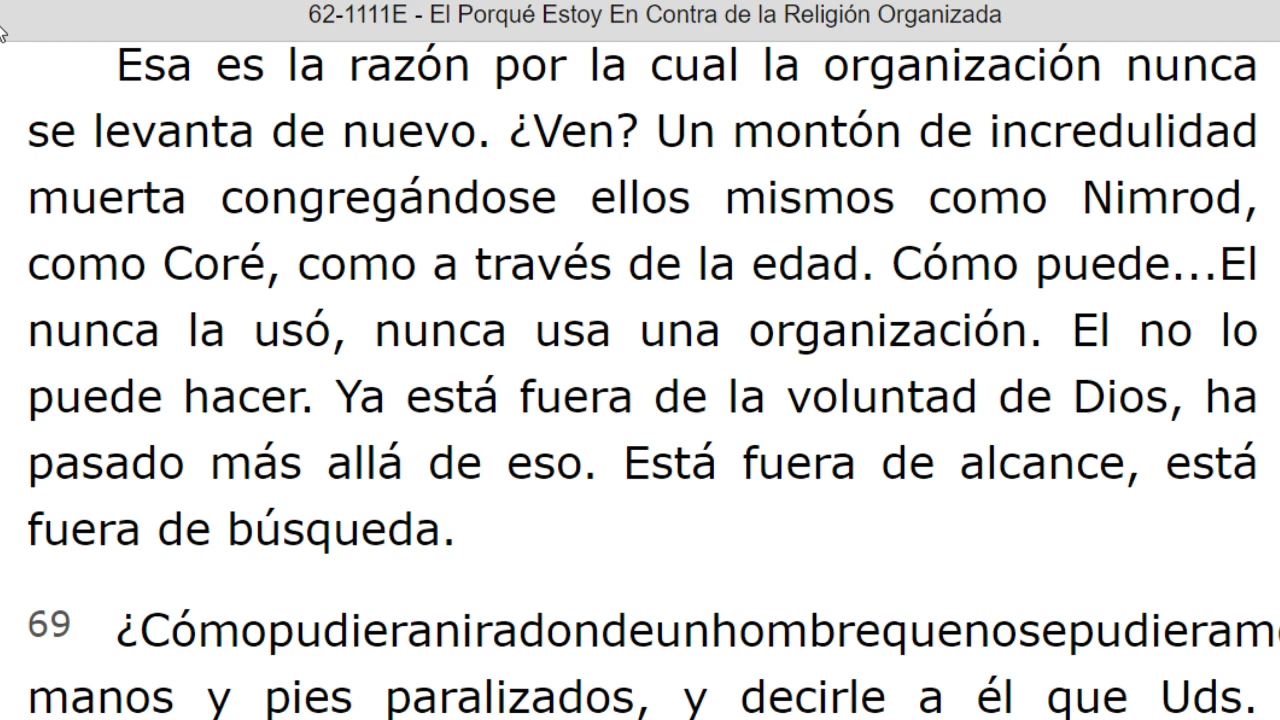 62-1111E - El Porqué Estoy En Contra de la Religión Organizada
Esa es la razón por la cual la organización nunca
se levanta de nuevo. ¿Ven? Un montón de incredulidad
muerta congregándose ellos mismos como Nimrod,
como Coré, como a través de la edad. Cómo puede...El
nunca la usó, nunca usa una organización. El no lo
puede hacer. Ya está fuera de la voluntad de Dios, ha
pasado más allá de eso. Está fuera de alcance, está
fuera de búsqueda.
69 ¿Cómopudieraniradondeunhombrequenosepudieram
manos y pies paralizados, y decirle a él que Uds.